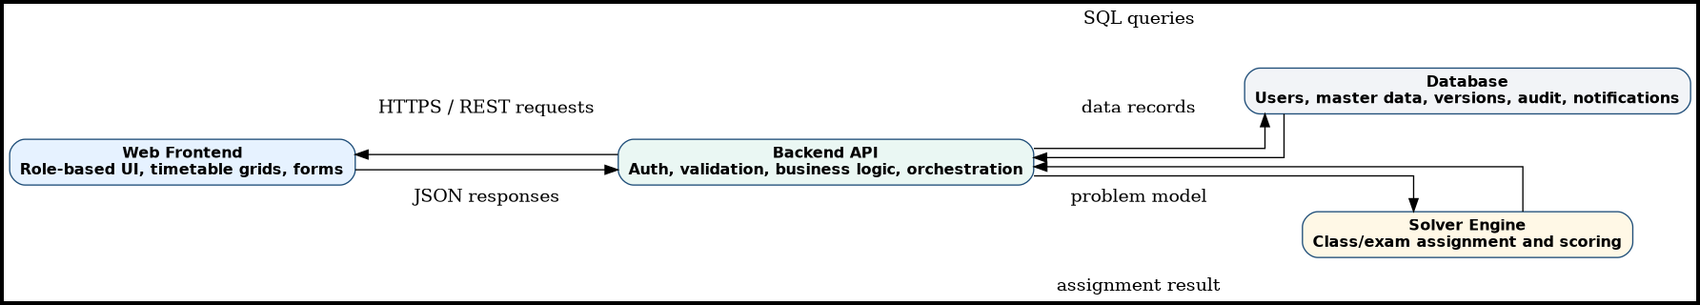 SQL queries
Database
Users, master data, versions, audit, notifications
HTTPS / REST requests
data records
Web Frontend
Role-based UI, timetable grids, forms
Backend API
Auth, validation, business logic, orchestration
JSON responses
problem model
Solver Engine
Class/exam assignment and scoring
assignment result